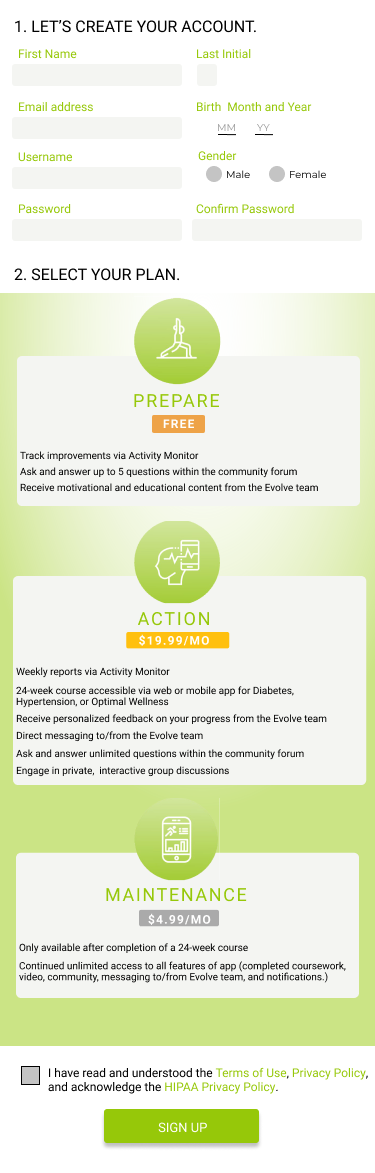 1. LET’S CREATE YOUR ACCOUNT.
First Name
Last Initial
Email address
Birth Month and Year
MM YY
Username
Gender
Male Female
Password
Confirm Password
2. SELECT YOUR PLAN.
PREPARE
FREE
Track improvements via Activity Monitor
Ask and answer up to 5 questions within the community forum
Receive motivational and educational content from the Evolve team
ACTION
$19.99/MO
Weekly reports via Activity Monitor
24-week course accessible via web or mobile app for Diabetes,
Hypertension, or Optimal Wellness
Receive personalized feedback on your progress from the Evolve team
Direct messaging to/from the Evolve team
Ask and answer unlimited questions within the community forum
Engage in private, interactive group discussions
MAINTENANCE
$4.99/MO
Only available after completion of a 24-week course
Continued unlimited access to all features of app (completed coursework,
video, community, messaging to/from Evolve team, and notifications.)
I have read and understood the Terms of Use, Privacy Policy,
and acknowledge the HIPAA Privacy Policy.
SIGN UP